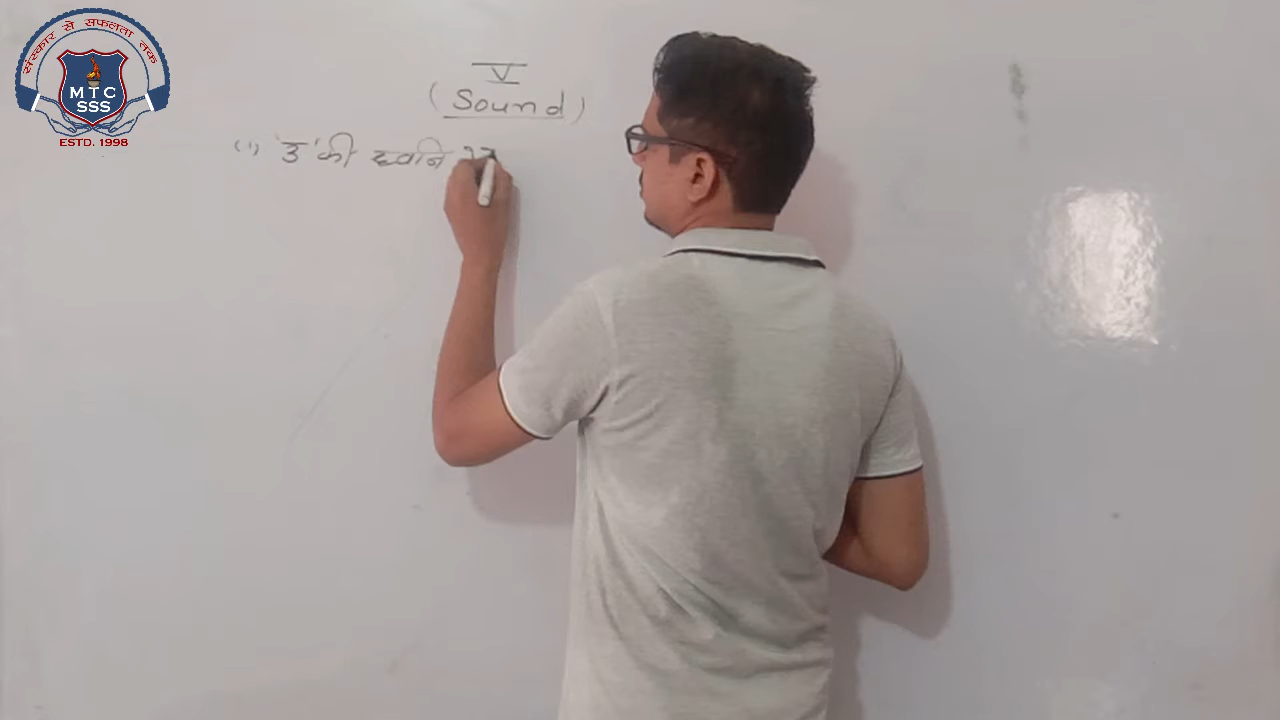 संस्कार से सफलता तक
MTC
SSS
ESTD. 1998
V
(Sound)
(1) 'उ' की ध्वनि